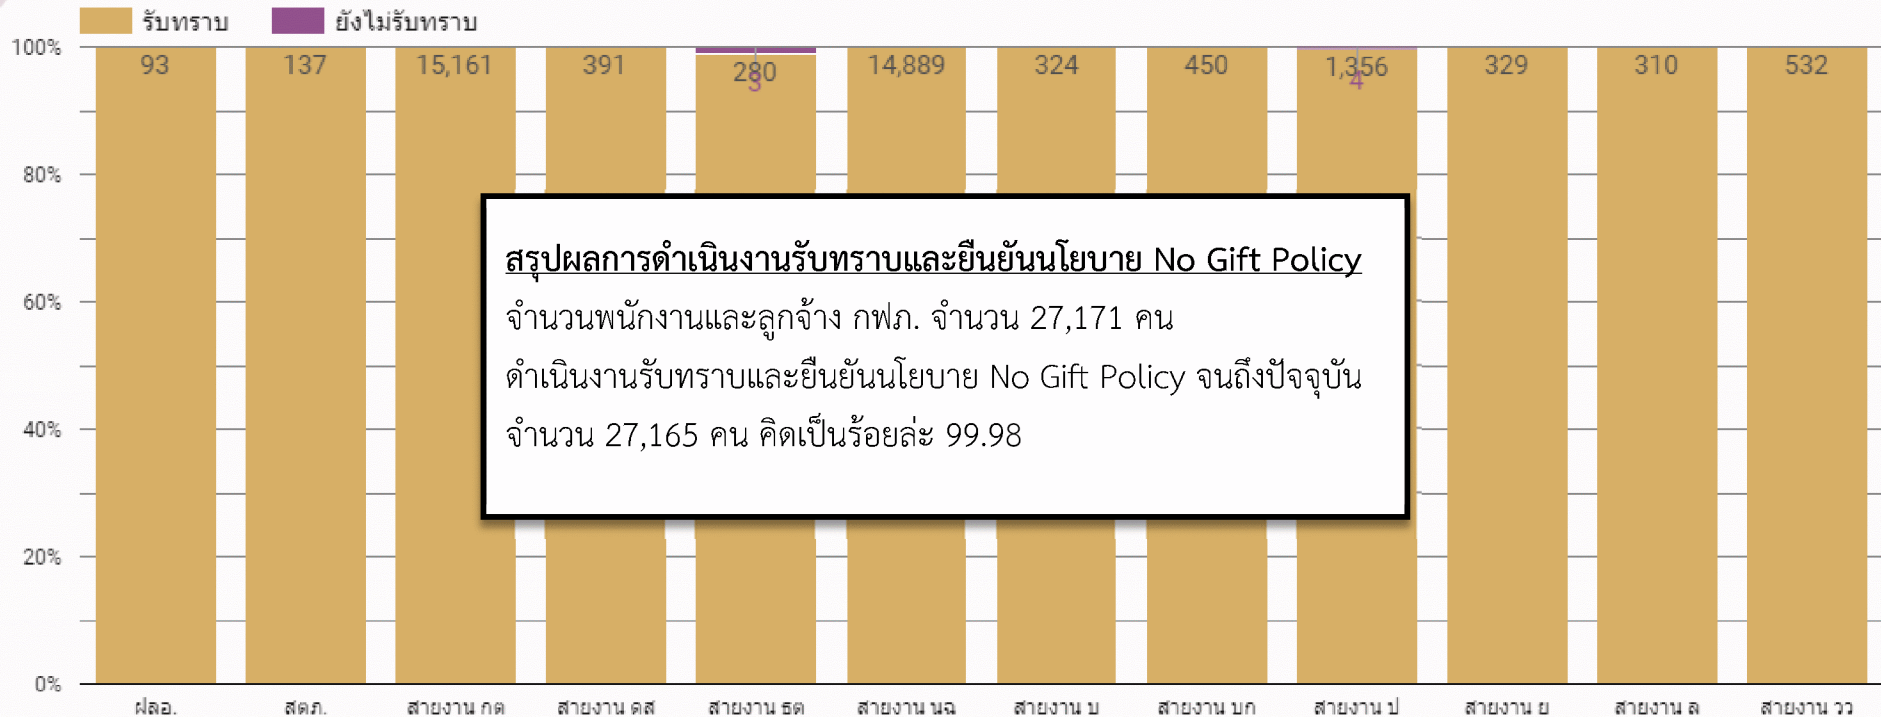 รับทราบ ยังไม่รับทราบ
100%
93 137 15,161 391 280 14,889 324 450 1,356 329 310 532
3 4
80%
สรุปผลการดำเนินงานรับทราบและยืนยันนโยบาย No Gift Policy
60%
จำนวนพนักงานและลูกจ้าง กฟภ. จำนวน 27,171 คน
ดำเนินงานรับทราบและยืนยันนโยบาย No Gift Policy จนถึงปัจจุบัน
40%
จำนวน 27,165 คน คิดเป็นร้อยล่ะ 99.98
20%
0%
ฝลอ. สตภ. สายงาน กต สายงาน ดส สายงาน ธต สายงาน นฉ สายงาน บ สายงาน บก สายงาน ป สายงาน ย สายงาน ล สายงาน วว